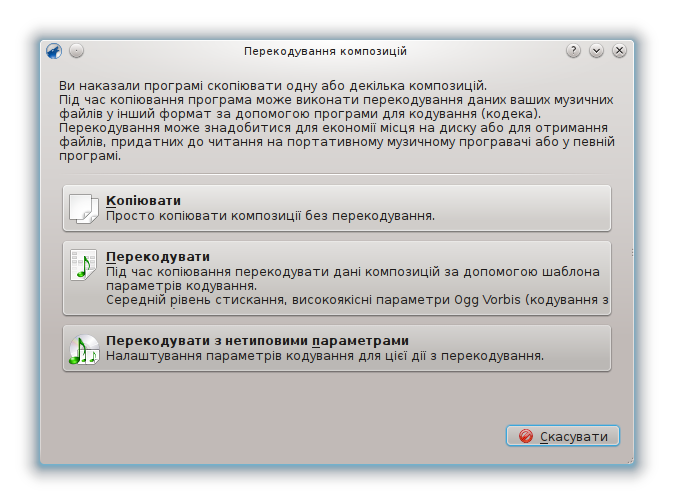 Перекодування композицій
Ви наказали програмі скопіювати одну або декілька композицій.
Під час копіювання програма може виконати перекодування даних ваших музичних
файлів у інший формат за допомогою програми для кодування (кодека).
Перекодування може знадобитися для економії місця на диску або для отримання
файлів, придатних до читання на портативному музичному програвачі або у певній
програмі.
Копіювати
Просто копіювати композиції без перекодування.
Перекодувати
Під час копіювання перекодувати дані композицій за допомогою шаблона
параметрів кодування.
Середній рівень стискання, високоякісні параметри Ogg Vorbis (кодування з
Перекодувати з нетиповими параметрами
Налаштування параметрів кодування для цієї дії з перекодування.
Скасувати